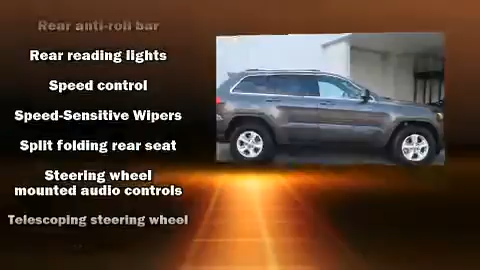 Rear anti-roll bar
Rear reading lights
Speed control
Speed-Sensitive Wipers
Split folding rear seat
Steering wheel
mounted audio controls
Telescoping steering wheel